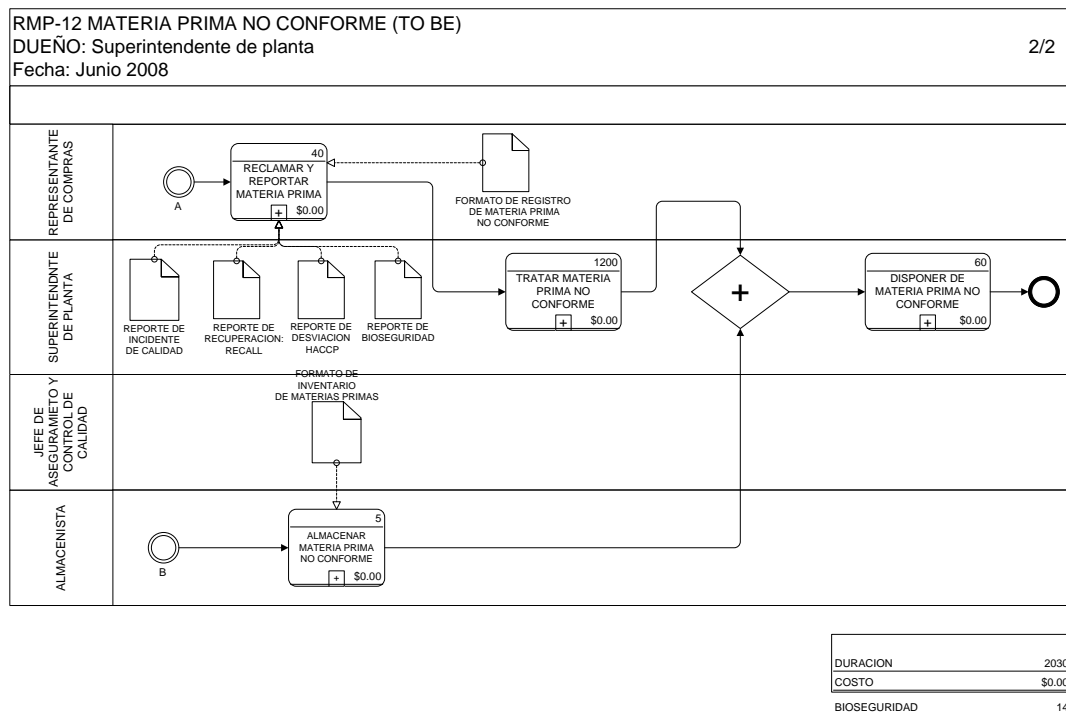 RMP-12 MATERIA PRIMA NO CONFORME (TO BE)
DUEÑO: Superintendente de planta
2/2
Fecha: Junio 2008
REPRESENTANTE
DE COMPRAS
A
40
RECLAMAR Y
REPORTAR
MATERIA PRIMA
+
$0.00
FORMATO DE REGISTRO
DE MATERIA PRIMA
NO CONFORME
SUPERINTENDNTE
DE PLANTA
REPORTE DE
INCIDENTE
DE CALIDAD
REPORTE DE
RECUPERACION:
RECALL
REPORTE DE
DESVIACION
HACCP
REPORTE DE
BIOSEGURIDAD
1200
TRATAR MATERIA
PRIMA NO
CONFORME
+
$0.00
+
60
DISPONER DE
MATERIA PRIMA NO
CONFORME
+
$0.00
JEFE DE
ASEGURAMIETO Y
CONTROL DE
CALIDAD
FORMATO DE
INVENTARIO
DE MATERIAS PRIMAS
ALMACENISTA
B
5
ALMACENAR
MATERIA PRIMA
NO CONFORME
+
$0.00
DURACION 2030
COSTO $0.00
BIOSEGURIDAD 14